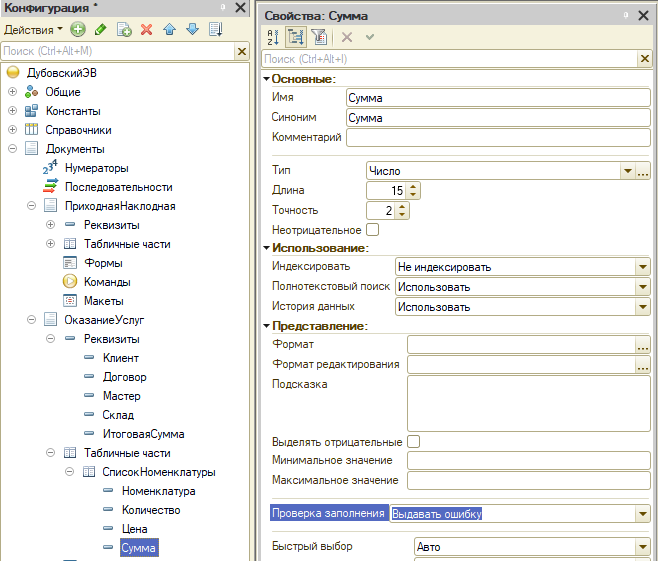 Конфигурация *
Действия
Поиск (Ctrl+Alt+M)
ДубовскийЭВ
Общие
Константы
Справочники
Документы
Нумераторы
Последовательности
ПриходнаяНаклодная
Реквизиты
Табличные части
Формы
Команды
Макеты
ОказаниеУслуг
Реквизиты
Клиент
Договор
Мастер
Склад
ИтоговаяСумма
Табличные части
СписокНоменклатуры
Номенклатура
Количество
Цена
Сумма
Свойства: Сумма
Поиск (Ctrl+Alt+I)
Основные:
Имя Сумма
Синоним Сумма
Комментарий
Тип Число
Длина 15
Точность 2
Неотрицательное
Использование:
Индексировать Не индексировать
Полнотекстовый поиск Использовать
История данных Использовать
Представление:
Формат
Формат редактирования
Подсказка
Выделять отрицательные
Минимальное значение
Максимальное значение
Проверка заполнения Выдавать ошибку
Быстрый выбор Авто